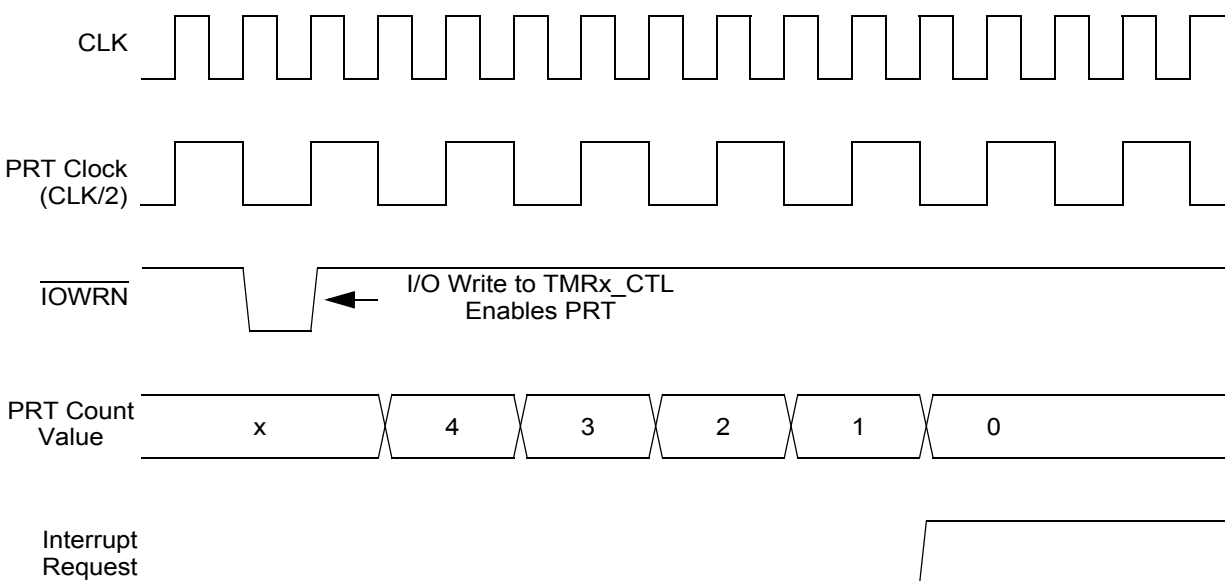 CLK
PRT Clock
(CLK/2)
IOWRN
I/O Write to TMRx_CTL
Enables PRT
PRT Count
Value
x 4 3 2 1 0
Interrupt
Request